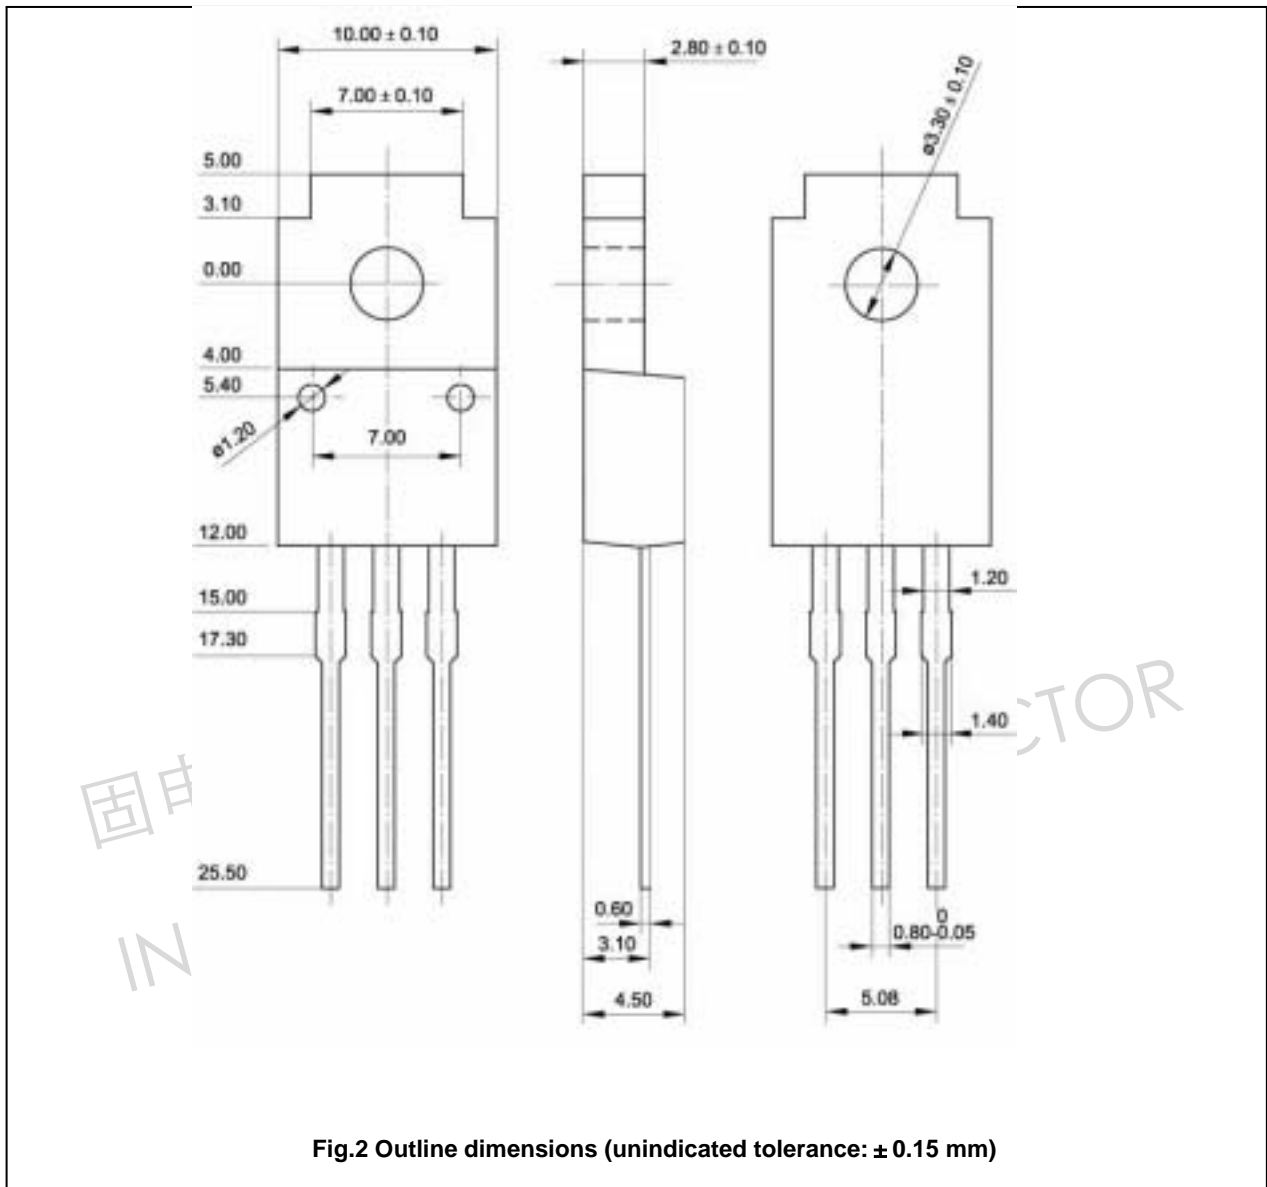 10.00 ± 0.10
2.80 ± 0.10
7.00 ± 0.10
ø3.30 ± 0.10
5.00
3.10
0.00
4.00
5.40
ø1.20
7.00
12.00
15.00
17.30
1.20
1.40
CTOR
固
25.50
IN
0.60
3.10
4.50
0
0.80-0.05
5.08
Fig.2 Outline dimensions (unindicated tolerance: ± 0.15 mm)